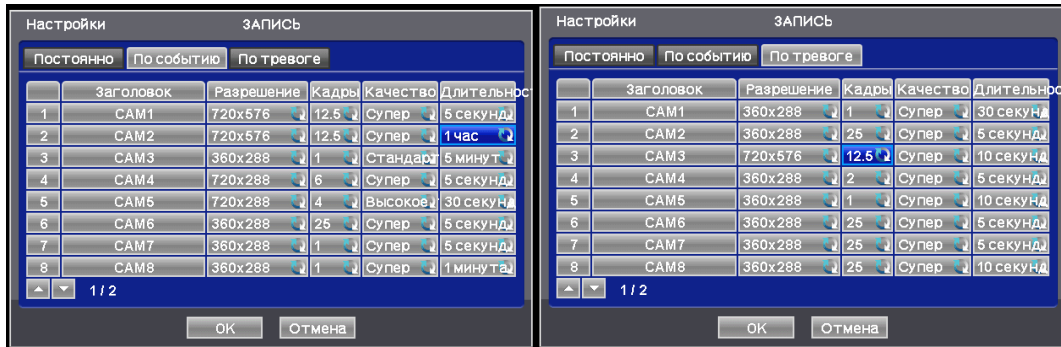 Настройки ЗАПИСЬ
Постоянно По событию По тревоге
Заголовок Разрешение Кадры Качество Длительнос
1 CAM1 720x576 12.5 Супер 5 секунд
2 CAM2 720x576 12.5 Супер 1 час
3 CAM3 360x288 1 Стандарт 5 минут
4 CAM4 720x288 6 Супер 5 секунд
5 CAM5 720x288 4 Высокое 30 секунд
6 CAM6 360x288 25 Супер 5 секунд
7 CAM7 360x288 1 Супер 5 секунд
8 CAM8 360x288 1 Супер 1 минута
1 / 2
OK Отмена
Настройки ЗАПИСЬ
Постоянно По событию По тревоге
Заголовок Разрешение Кадры Качество Длительнос
1 CAM1 360x288 1 Супер 30 секунд
2 CAM2 360x288 25 Супер 5 секунд
3 CAM3 720x576 12.5 Супер 10 секунд
4 CAM4 360x288 2 Супер 5 секунд
5 CAM5 360x288 1 Супер 10 секунд
6 CAM6 360x288 25 Супер 5 секунд
7 CAM7 360x288 25 Супер 5 секунд
8 CAM8 360x288 25 Супер 10 секунд
1 / 2
OK Отмена